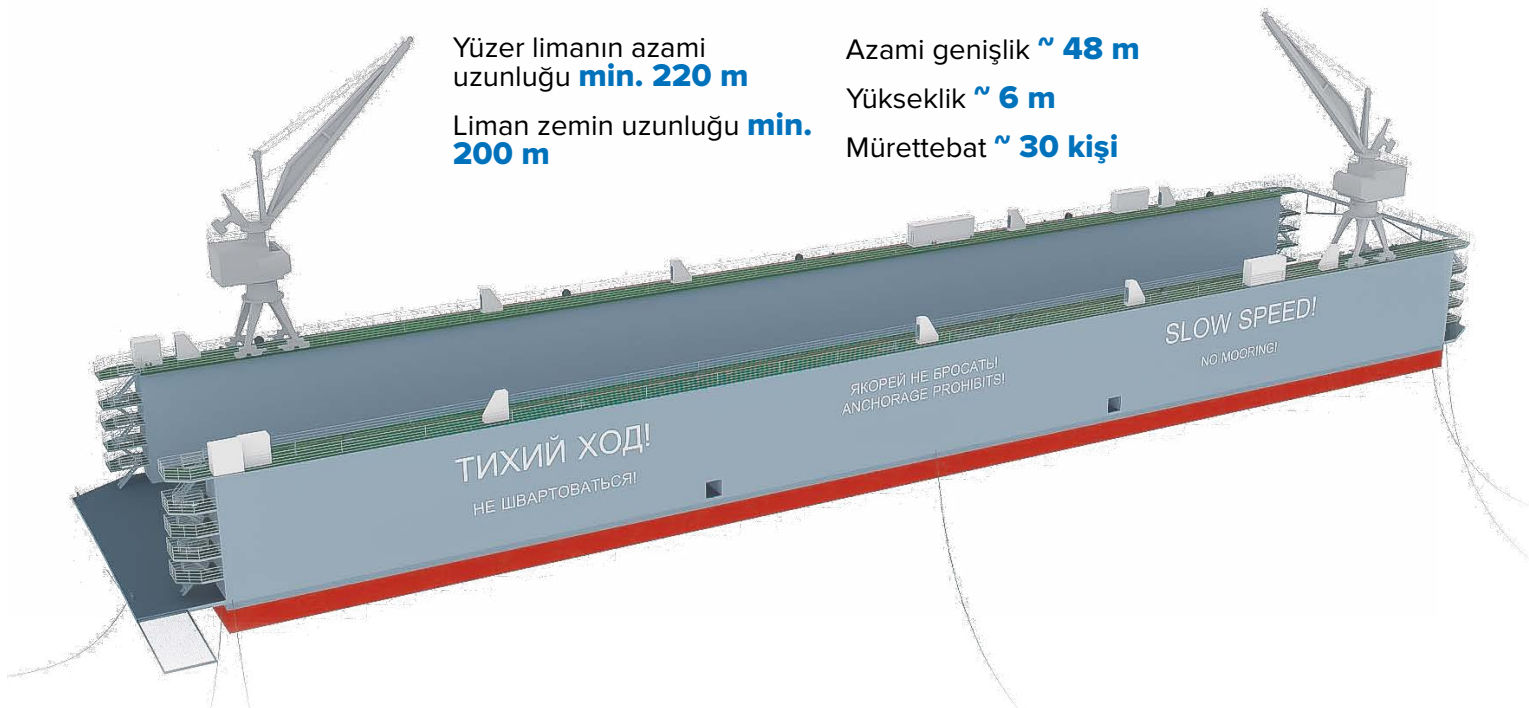 Yüzer limanın azami
uzunluğu min. 220 m
Liman zemin uzunluğu min.
200 m
Azami genişlik ~ 48 m
Yükseklik ~ 6 m
Mürettebat ~ 30 kişi
ТИХИЙ ХОД!
НЕ ШВАРТОВАТЬСЯ!
ЯКОРЕЙ НЕ БРОСАТЬ!
ANCHORAGE PROHIBITS!
SLOW SPEED!
NO MOORING!